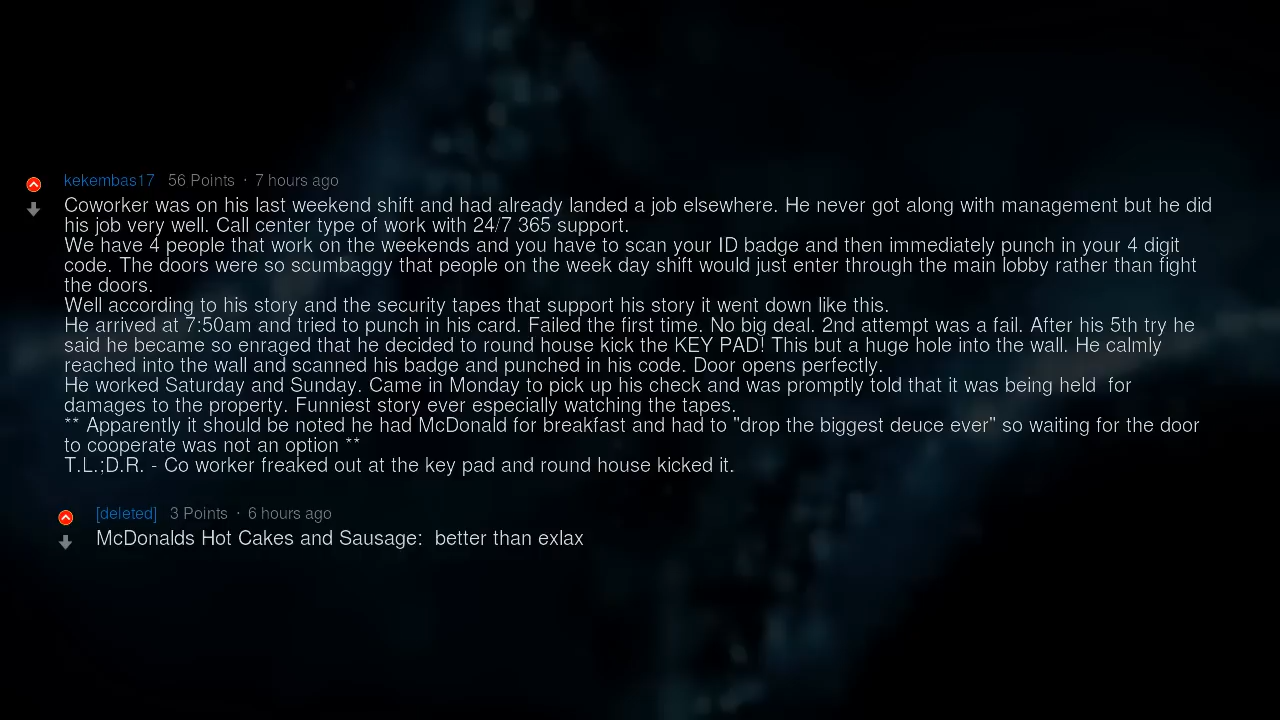 kekembas17 56 Points · 7 hours ago
Coworker was on his last weekend shift and had already landed a job elsewhere. He never got along with management but he did
his job very well. Call center type of work with 24/7 365 support.
We have 4 people that work on the weekends and you have to scan your ID badge and then immediately punch in your 4 digit
code. The doors were so scumbaggy that people on the week day shift would just enter through the main lobby rather than fight
the doors.
Well according to his story and the security tapes that support his story it went down like this.
He arrived at 7:50am and tried to punch in his card. Failed the first time. No big deal. 2nd attempt was a fail. After his 5th try he
said he became so enraged that he decided to round house kick the KEY PAD! This but a huge hole into the wall. He calmly
reached into the wall and scanned his badge and punched in his code. Door opens perfectly.
He worked Saturday and Sunday. Came in Monday to pick up his check and was promptly told that it was being held  for
damages to the property. Funniest story ever especially watching the tapes.
** Apparently it should be noted he had McDonald for breakfast and had to "drop the biggest deuce ever" so waiting for the door
to cooperate was not an option **
T.L.;D.R. - Co worker freaked out at the key pad and round house kicked it.
[deleted] 3 Points · 6 hours ago
McDonalds Hot Cakes and Sausage:  better than exlax